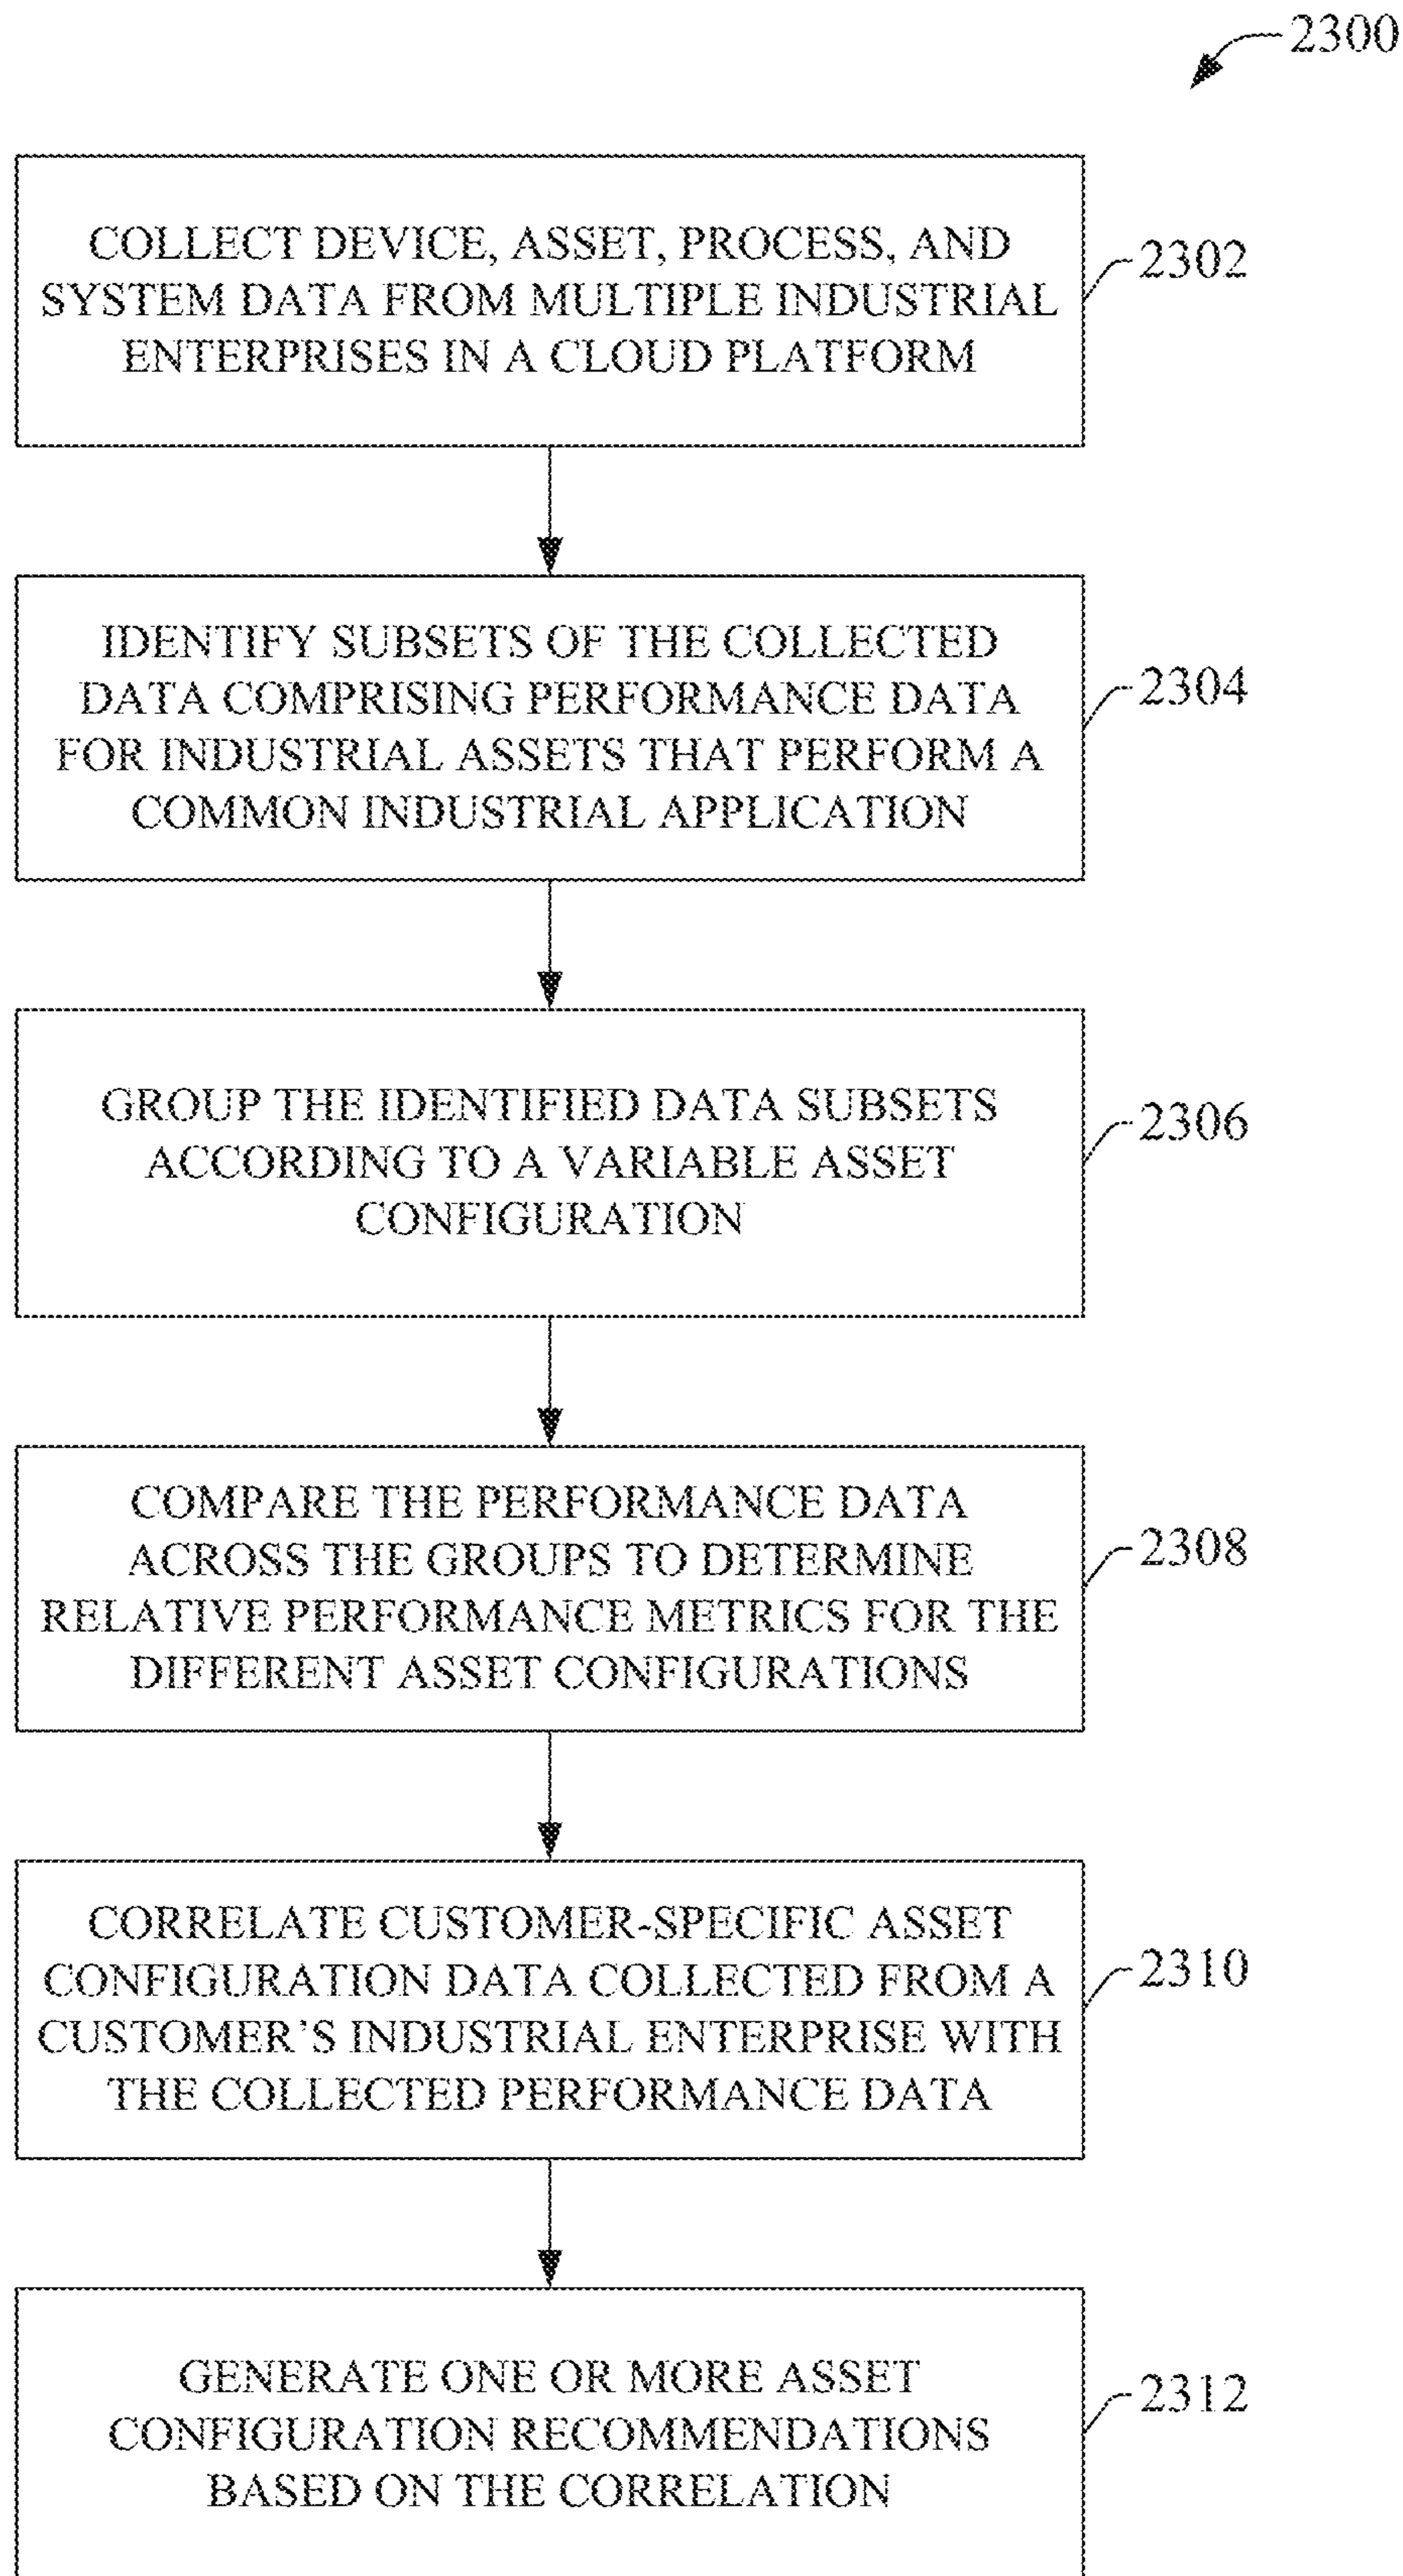 2300
COLLECT DEVICE, ASSET, PROCESS, AND
SYSTEM DATA FROM MULTIPLE INDUSTRIAL
ENTERPRISES IN A CLOUD PLATFORM
2302
IDENTIFY SUBSETS OF THE COLLECTED
DATA COMPRISING PERFORMANCE DATA
FOR INDUSTRIAL ASSETS THAT PERFORM A
COMMON INDUSTRIAL APPLICATION
2304
GROUP THE IDENTIFIED DATA SUBSETS
ACCORDING TO A VARIABLE ASSET
CONFIGURATION
2306
COMPARE THE PERFORMANCE DATA
ACROSS THE GROUPS TO DETERMINE
RELATIVE PERFORMANCE METRICS FOR THE
DIFFERENT ASSET CONFIGURATIONS
2308
CORRELATE CUSTOMER-SPECIFIC ASSET
CONFIGURATION DATA COLLECTED FROM A
CUSTOMER'S INDUSTRIAL ENTERPRISE WITH
THE COLLECTED PERFORMANCE DATA
2310
GENERATE ONE OR MORE ASSET
CONFIGURATION RECOMMENDATIONS
BASED ON THE CORRELATION
2312